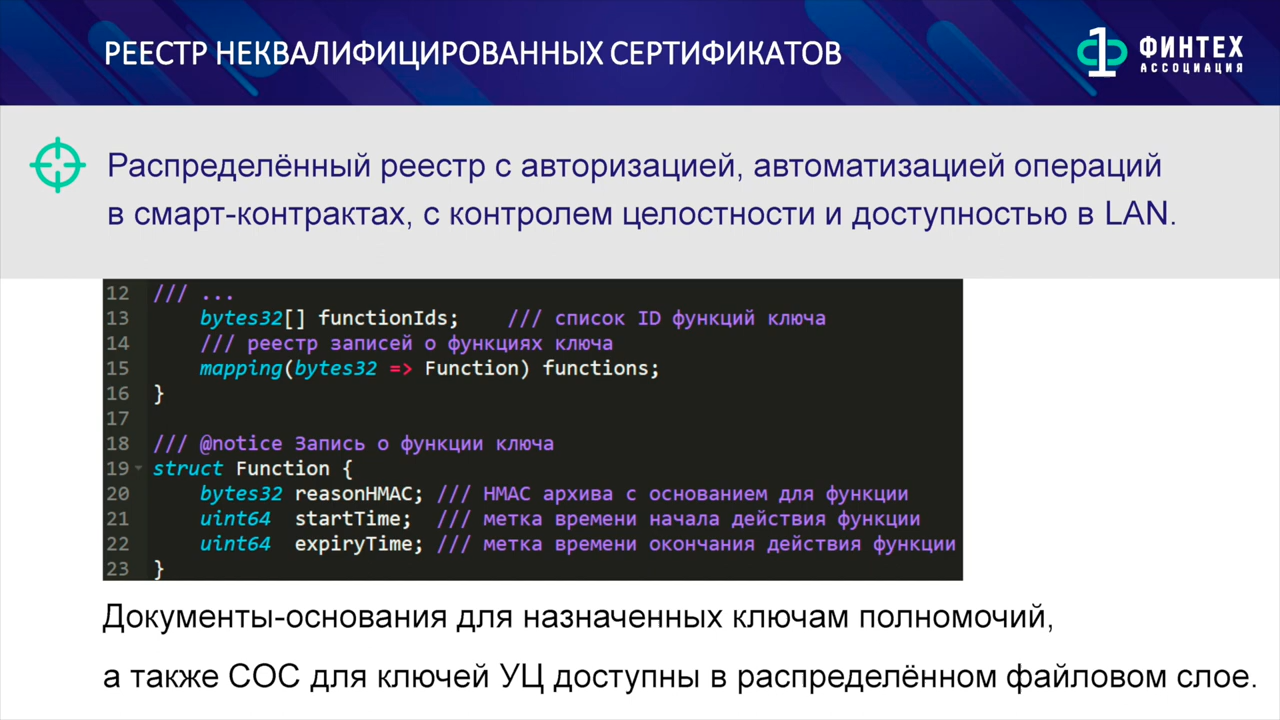 РЕЕСТР НЕКВАЛИФИЦИРОВАННЫХ СЕРТИФИКАТОВ
ФИНТЕХ
АССОЦИАЦИЯ
Распределённый реестр с авторизацией, автоматизацией операций
в смарт-контрактах, с контролем целостности и доступностью в LAN.
12 /// ...
13 bytes32[] functionIds; /// список ID функций ключа
14 /// реестр записей о функциях ключа
15 mapping(bytes32 => Function) functions;
16 }
17
18 /// @notice Запись о функции ключа
19 struct Function {
20 bytes32 reasonHMAC; /// HMAC архива с основанием для функции
21 uint64 startTime; /// метка времени начала действия функции
22 uint64 expiryTime; /// метка времени окончания действия функции
23 }
Документы-основания для назначенных ключам полномочий,
а также СОС для ключей УЦ доступны в распределённом файловом слое.